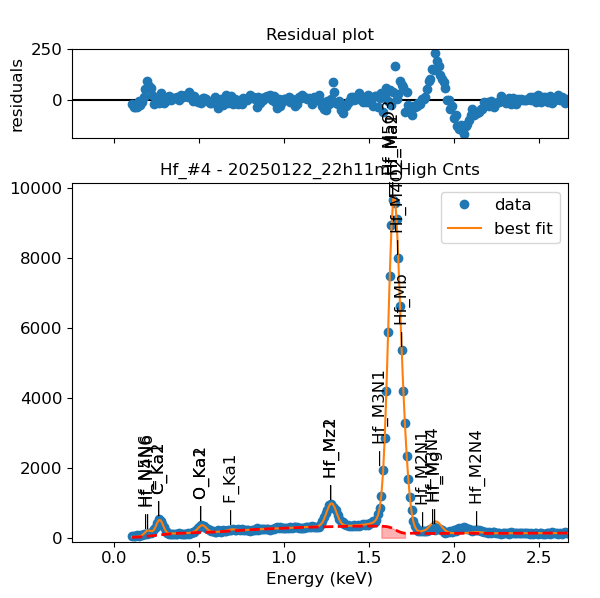 Residual plot
residuals
250
0
Hf_#4 - 20250122_22h11m High Cnts
10000
8000
6000
4000
2000
0
data
best fit
C_Ka2
O_Ka2
F_Ka1
Hf_Mz1
Hf_M3N1
Hf_Mb
Hf_M2N1
Hf_Mg
Hf_M2N4
0.0
0.5
1.0
1.5
2.0
2.5
Energy (keV)